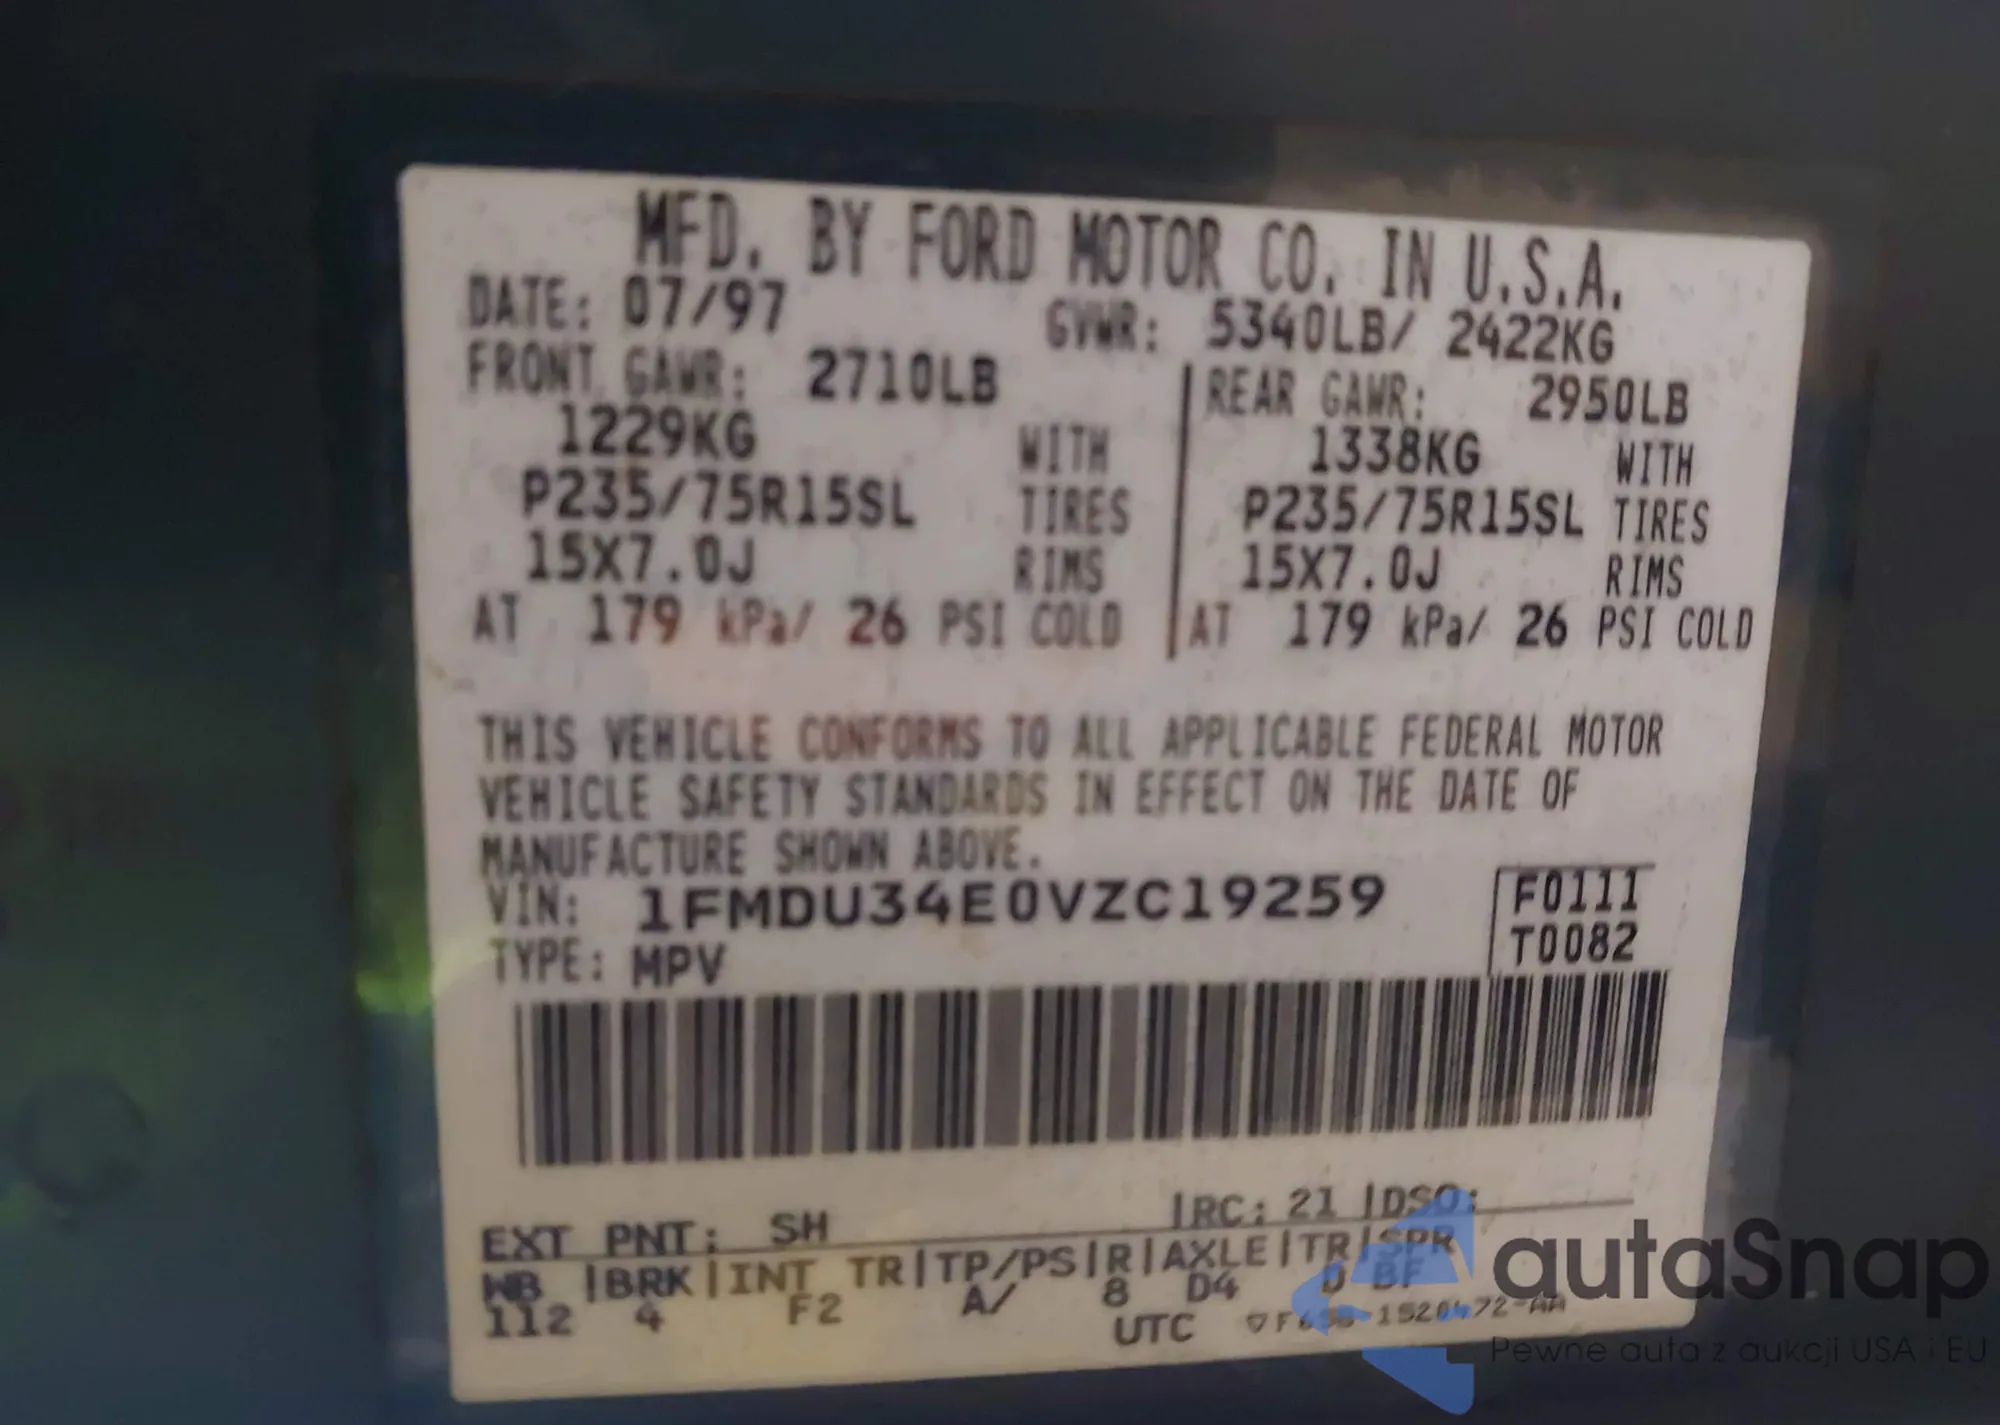 MFD. BY FORD MOTOR CO. IN U.S.A.
DATE: 07/97 GVWR: 5340LB/ 2422KG
FRONT GAWR: 2710LB REAR GAWR: 2950LB
1229KG WITH 1338KG WITH
P235/75R15SL TIRES P235/75R15SL TIRES
15X7.0J RIMS 15X7.0J RIMS
AT 179 kPa/ 26 PSI COLD AT 179 kPa/ 26 PSI COLD
THIS VEHICLE CONFORMS TO ALL APPLICABLE FEDERAL MOTOR
VEHICLE SAFETY STANDARDS IN EFFECT ON THE DATE OF
MANUFACTURE SHOWN ABOVE.
VIN: 1FMDU34E0VZC19259 F0111
TYPE: MPV T0082
EXT PNT: SH |RC: 21 |DSO:
WB |BRK|INT TR|TP/PS|R|AXLE|TR|SPR
112 4 F2 A/ 8 D4 D BF
UTC
autaSnap
Pewne auta z aukcji USA i EU